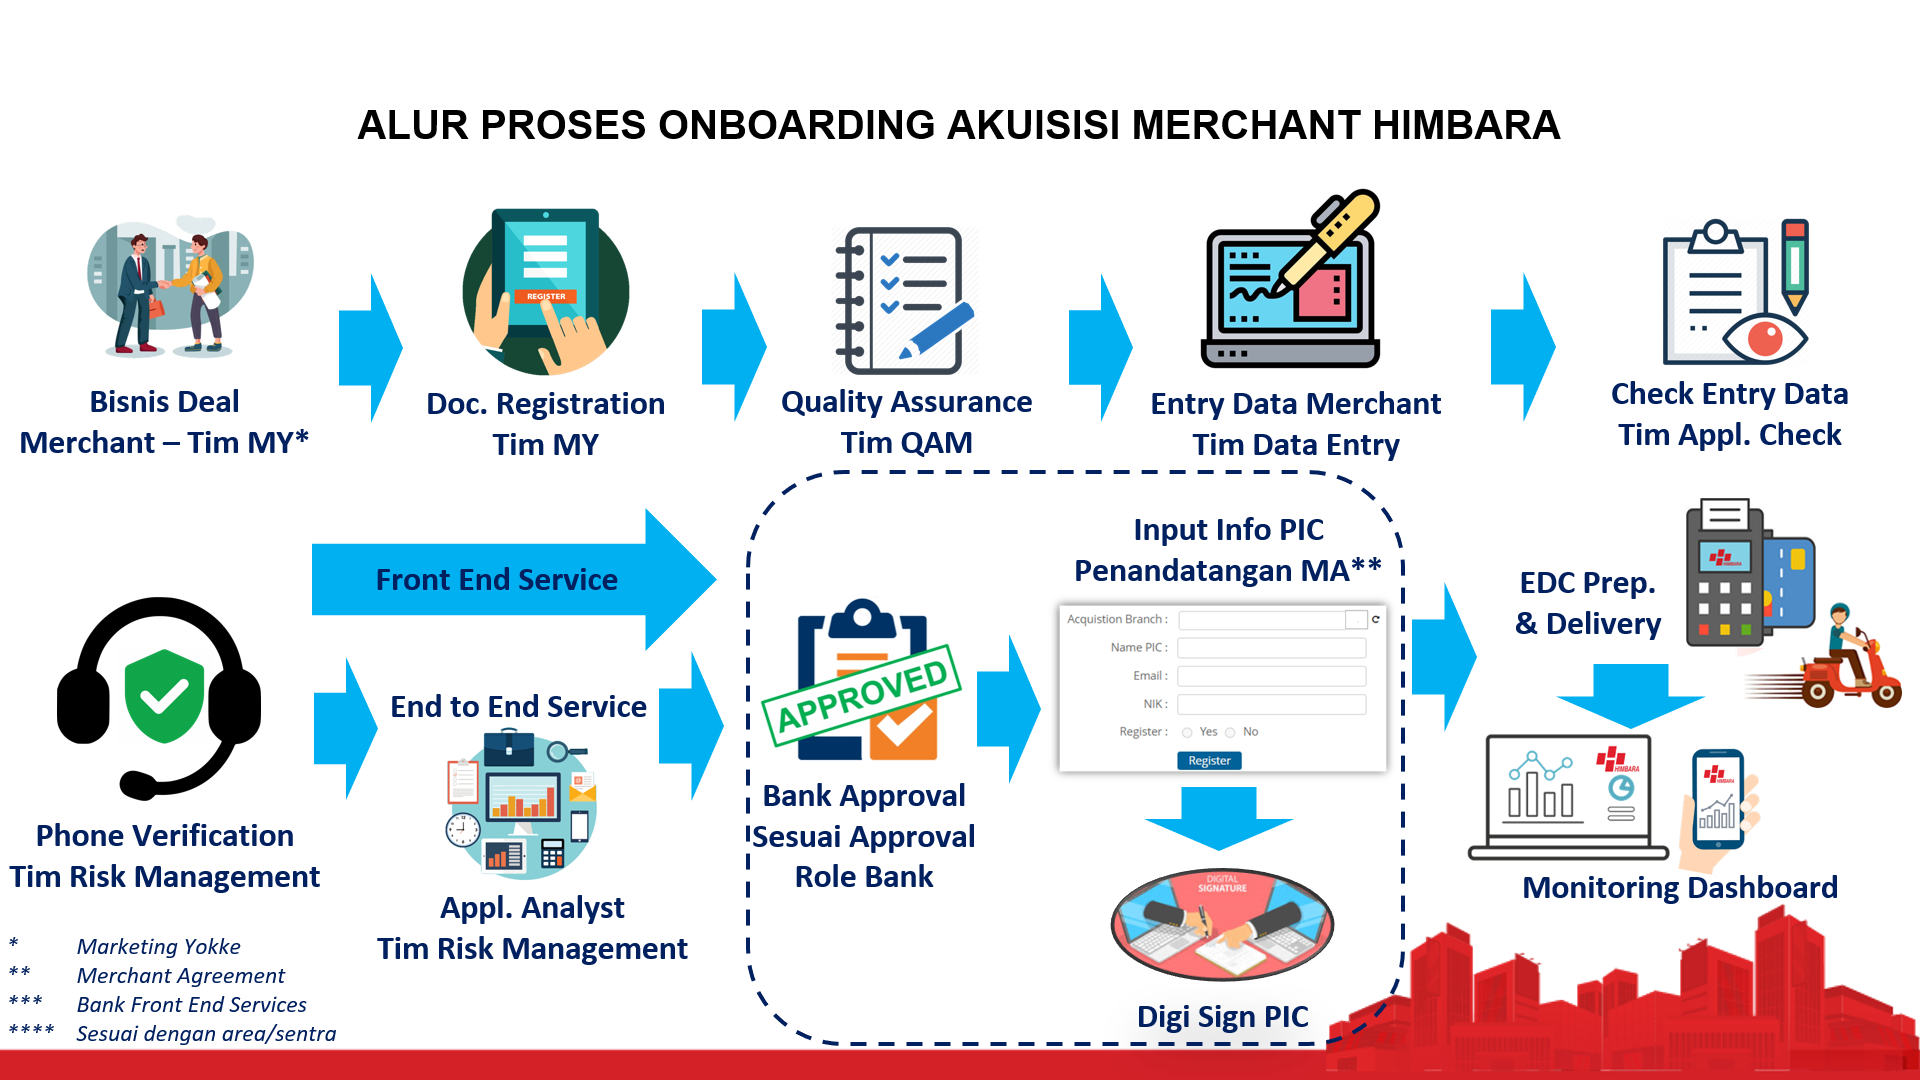 ALUR PROSES ONBOARDING AKUISISI MERCHANT HIMBARA
REGISTER
Bisnis Deal
Merchant – Tim MY*
Doc. Registration
Tim MY
Quality Assurance
Tim QAM
Entry Data Merchant
Tim Data Entry
Check Entry Data
Tim Appl. Check
Front End Service
Phone Verification
Tim Risk Management
End to End Service
Appl. Analyst
Tim Risk Management
APPROVED
Bank Approval
Sesuai Approval
Role Bank
Input Info PIC
Penandatangan MA**
Acquistion Branch :
Name PIC :
Email :
NIK :
Register : Yes No
Register
DIGITAL
SIGNATURE
Digi Sign PIC
EDC Prep.
& Delivery
HIMBARA
HIMBARA
HIMBARA
Monitoring Dashboard
* Marketing Yokke
** Merchant Agreement
*** Bank Front End Services
**** Sesuai dengan area/sentra